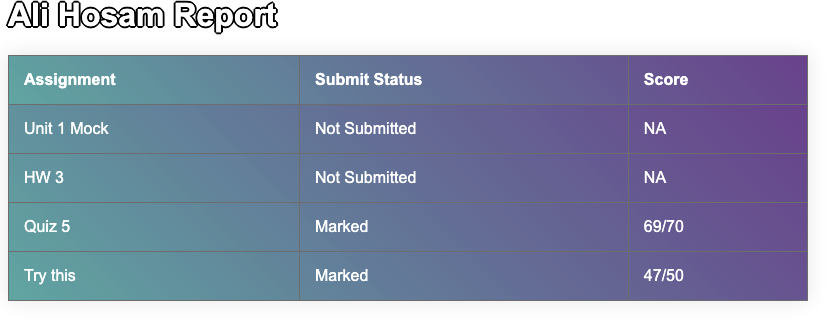 Ali Hosam Report
Assignment Submit Status Score
Unit 1 Mock Not Submitted NA
HW 3 Not Submitted NA
Quiz 5 Marked 69/70
Try this Marked 47/50